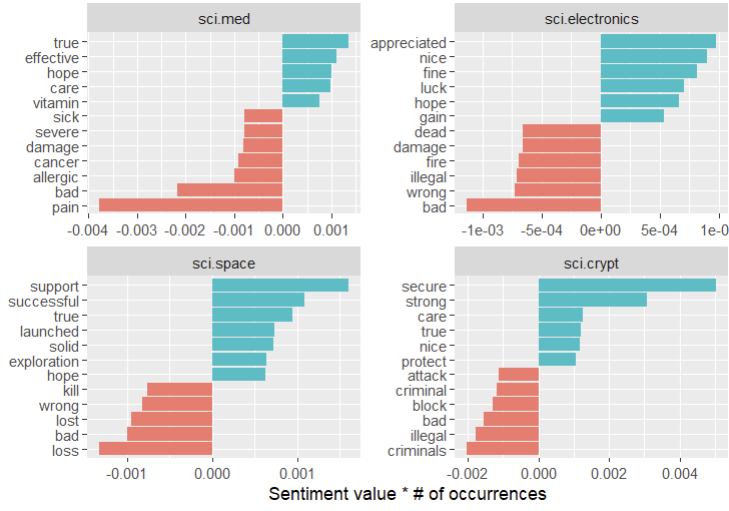 sci.med
true
effective
hope
care
vitamin
sick
severe
damage
cancer
allergic
bad
pain
-0.004 -0.003 -0.002 -0.001 0.000 0.001
sci.electronics
appreciated
nice
fine
luck
hope
gain
dead
damage
fire
illegal
wrong
bad
-1e-03 -5e-04 0e+00 5e-04 1e-0
sci.space
support
successful
true
launched
solid
exploration
hope
kill
wrong
lost
bad
loss
-0.001 0.000 0.001
sci.crypt
secure
strong
care
true
nice
protect
attack
criminal
block
bad
illegal
criminals
-0.002 0.000 0.002 0.004
Sentiment value * # of occurrences